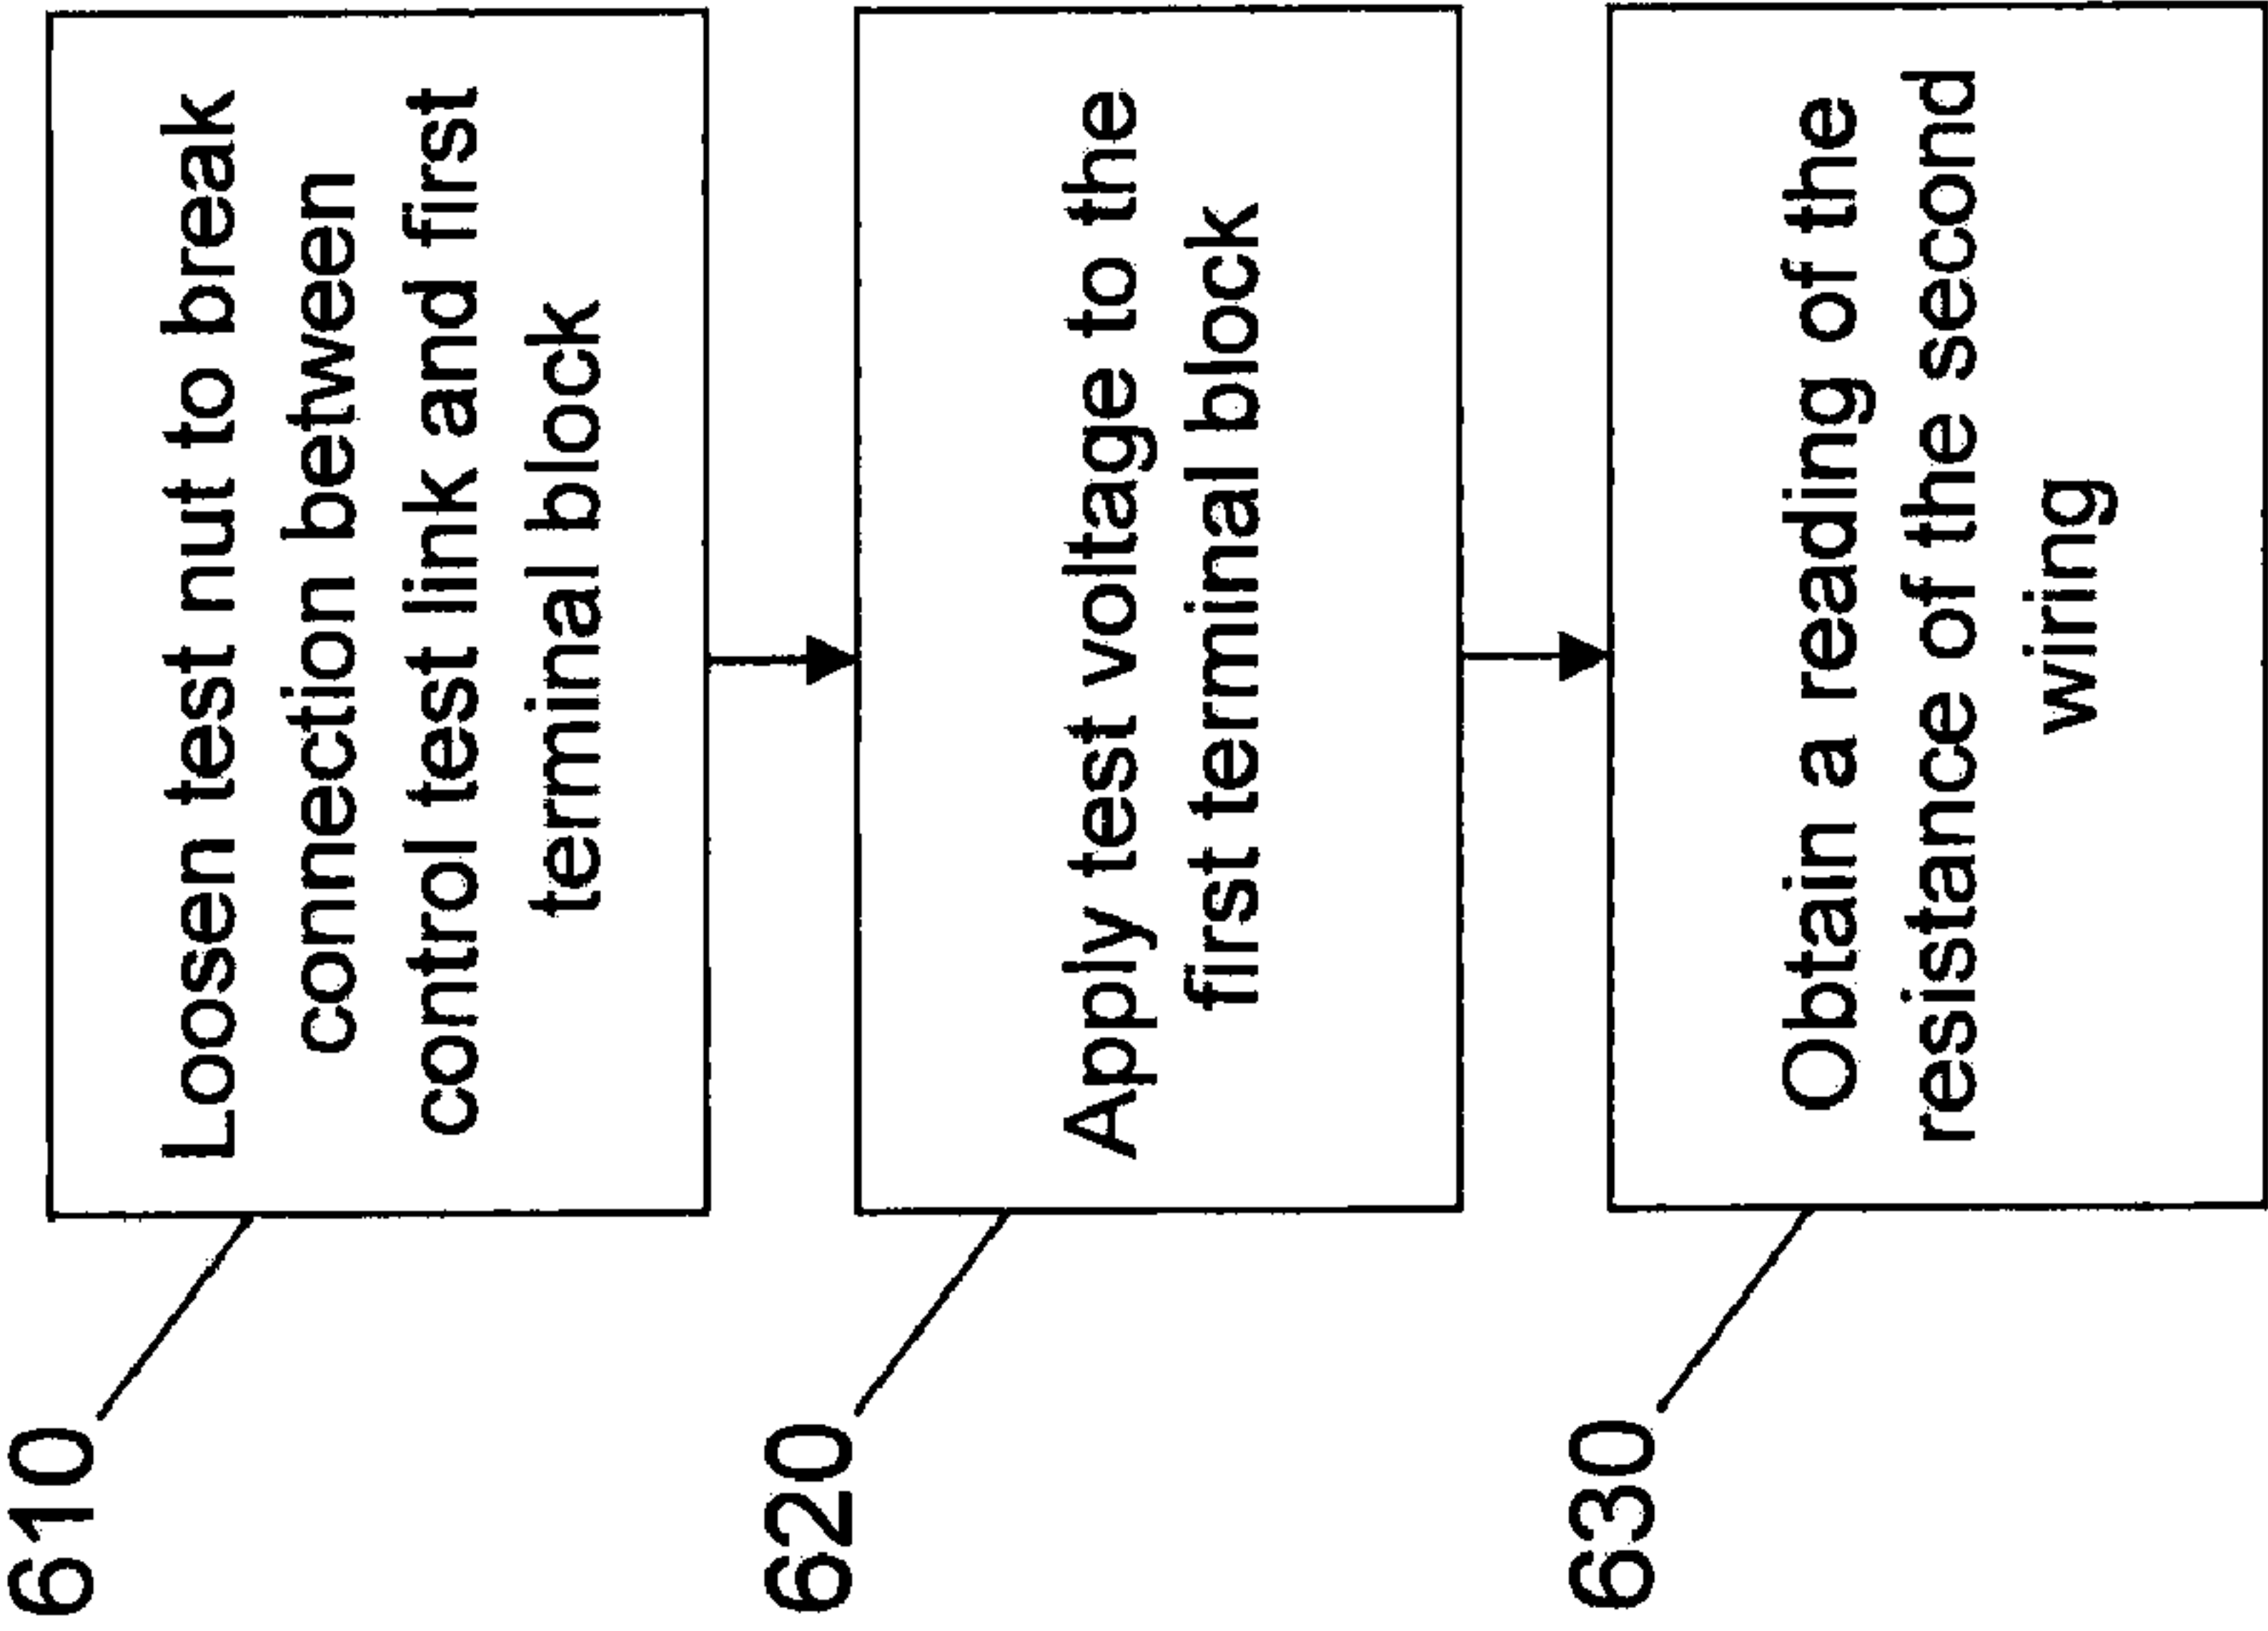 610
Loosen test nut to break
connection between
control test link and first
terminal block
620
Apply test voltage to the
first terminal block
630
Obtain a reading of the
resistance of the second
wiring